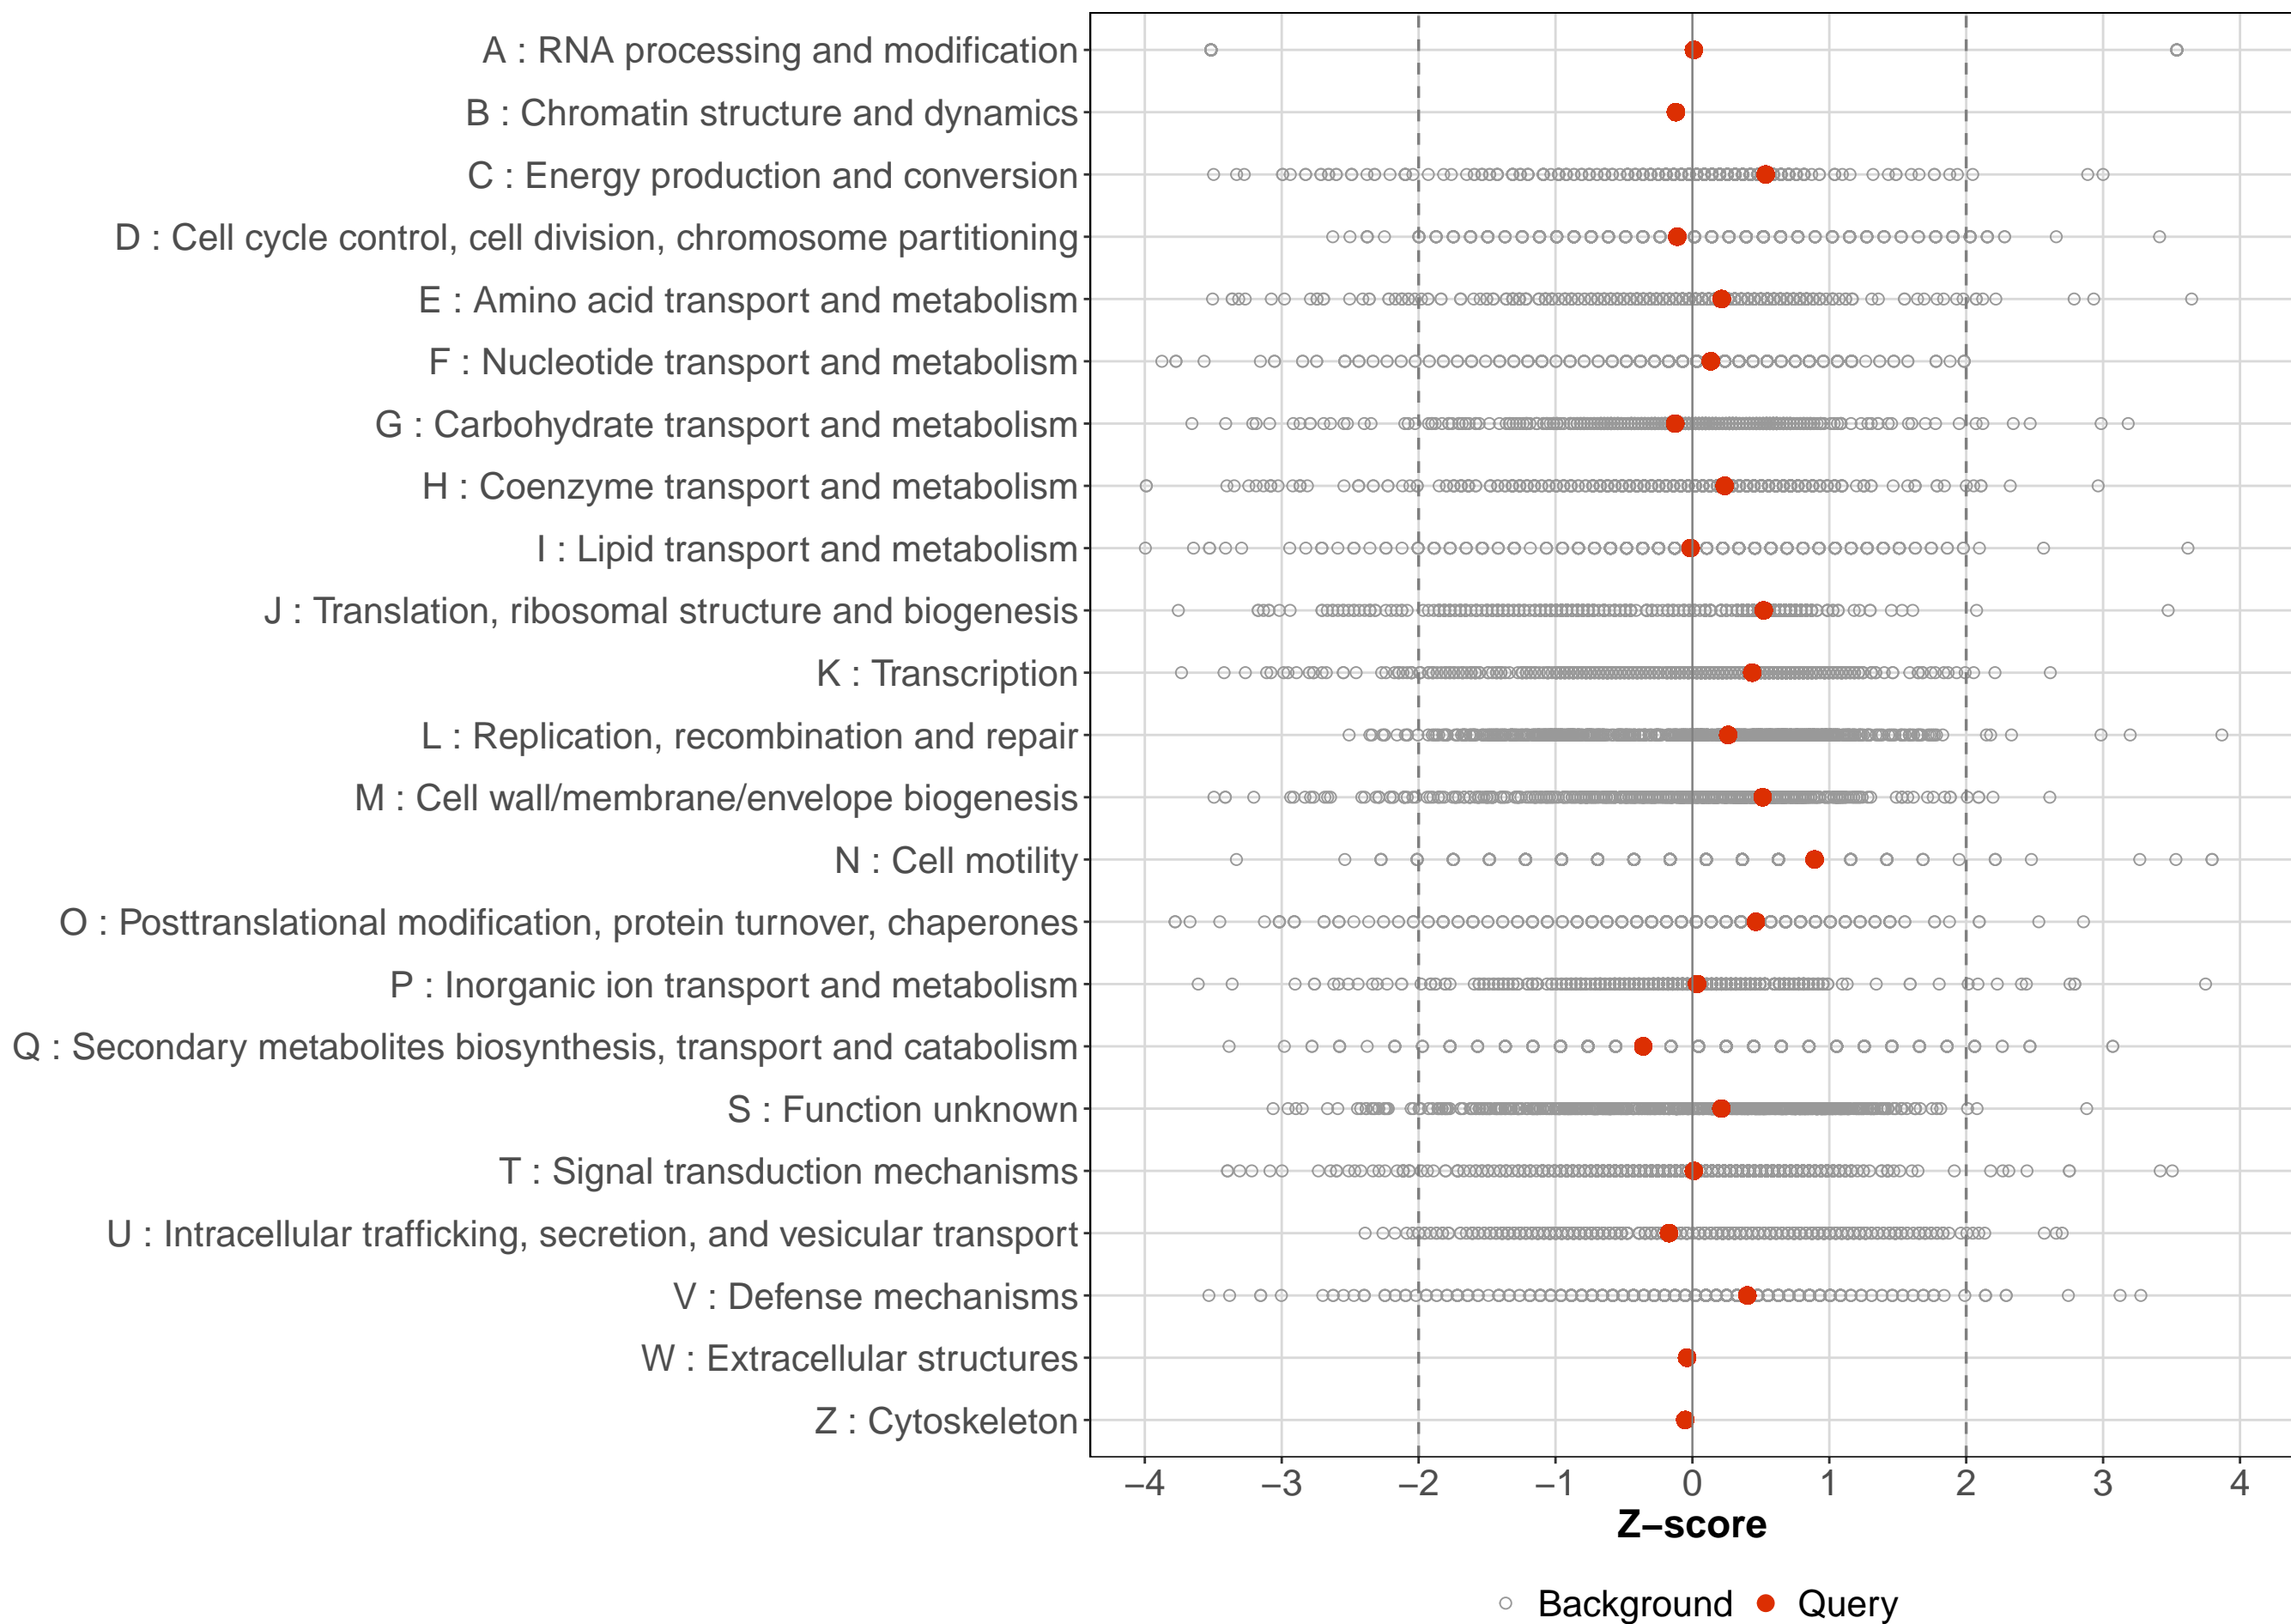 A : RNA processing and modification
B : Chromatin structure and dynamics
C : Energy production and conversion
D : Cell cycle control, cell division, chromosome partitioning
E : Amino acid transport and metabolism
F : Nucleotide transport and metabolism
G : Carbohydrate transport and metabolism
H : Coenzyme transport and metabolism
I : Lipid transport and metabolism
J : Translation, ribosomal structure and biogenesis
K : Transcription
L : Replication, recombination and repair
M : Cell wall/membrane/envelope biogenesis
N : Cell motility
O : Posttranslational modification, protein turnover, chaperones
P : Inorganic ion transport and metabolism
Q : Secondary metabolites biosynthesis, transport and catabolism
S : Function unknown
T : Signal transduction mechanisms
U : Intracellular trafficking, secretion, and vesicular transport
V : Defense mechanisms
W : Extracellular structures
Z : Cytoskeleton
−4 −3 −2 −1 0 1 2 3 4
Z−score
Background Query